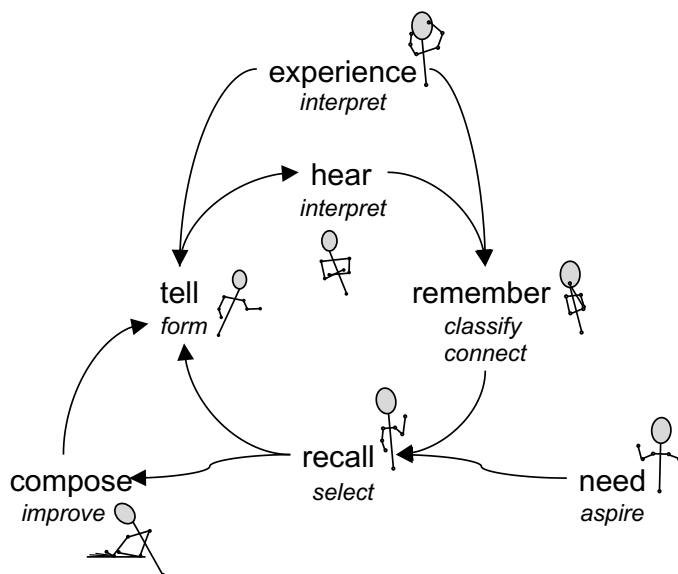 experience
interpret
hear
interpret
tell
form
remember
classify
connect
recall
select
compose
improve
need
aspire